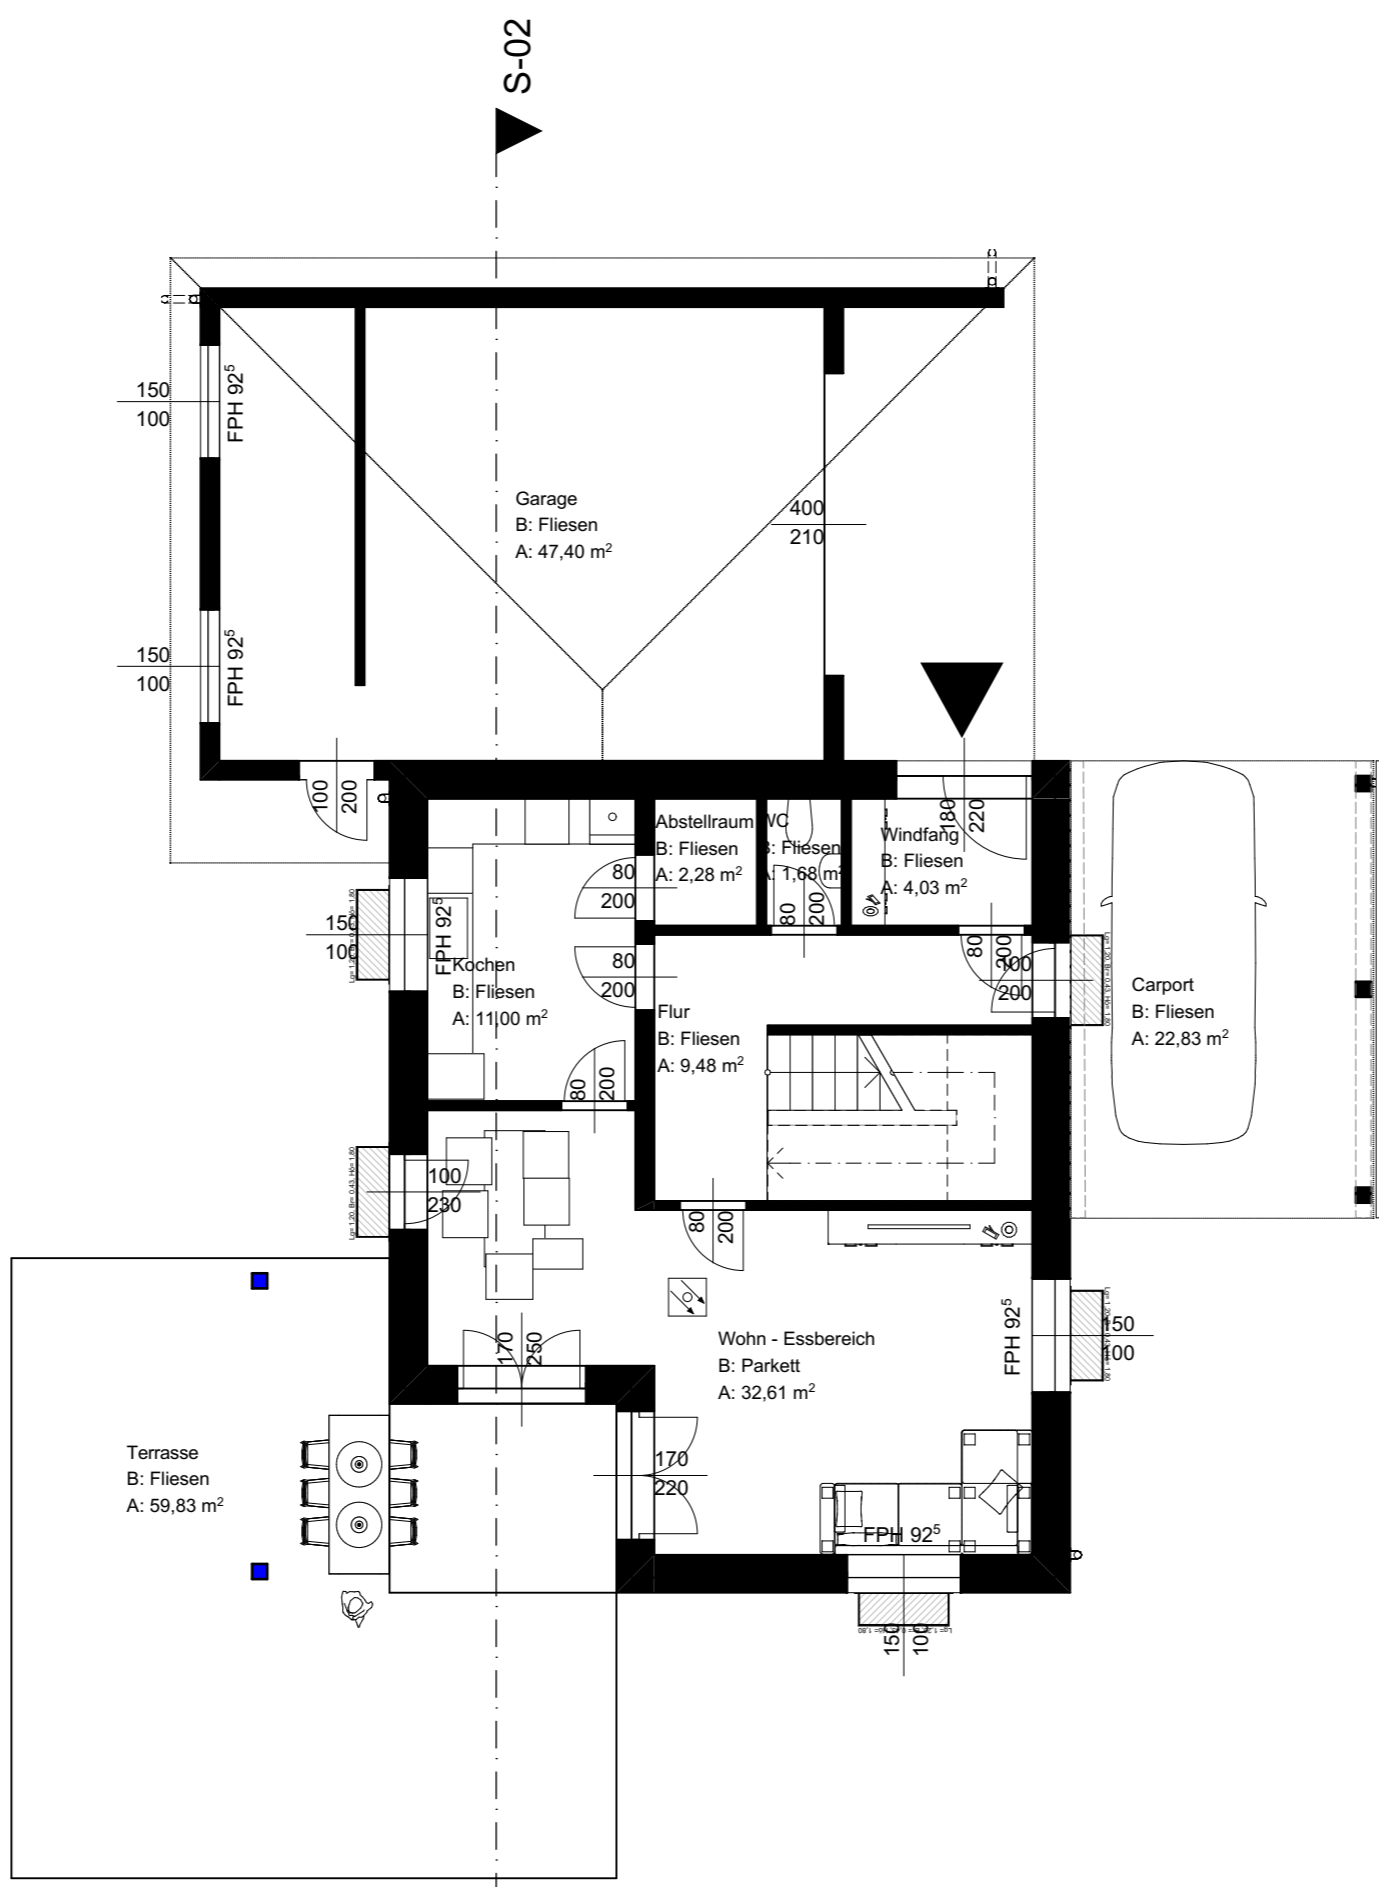 S-02
150
100
FPH 92⁵
Garage
B: Fliesen
A: 47,40 m²
400
210
150
100
FPH 92⁵
100
200
180
220
Abstellraum
B: Fliesen
A: 2,28 m²
WC
B: Fliesen
A: 1,68 m²
Windfang
B: Fliesen
A: 4,03 m²
80
200
80
200
80
200
150
100
FPH 92⁵
Kochen
B: Fliesen
A: 11,00 m²
80
200
100
200
Flur
B: Fliesen
A: 9,48 m²
Carport
B: Fliesen
A: 22,83 m²
80
200
100
230
80
200
170
250
Wohn - Essbereich
B: Parkett
A: 32,61 m²
FPH 92⁵
150
100
Terrasse
B: Fliesen
A: 59,83 m²
170
220
FPH 92⁵
150
100